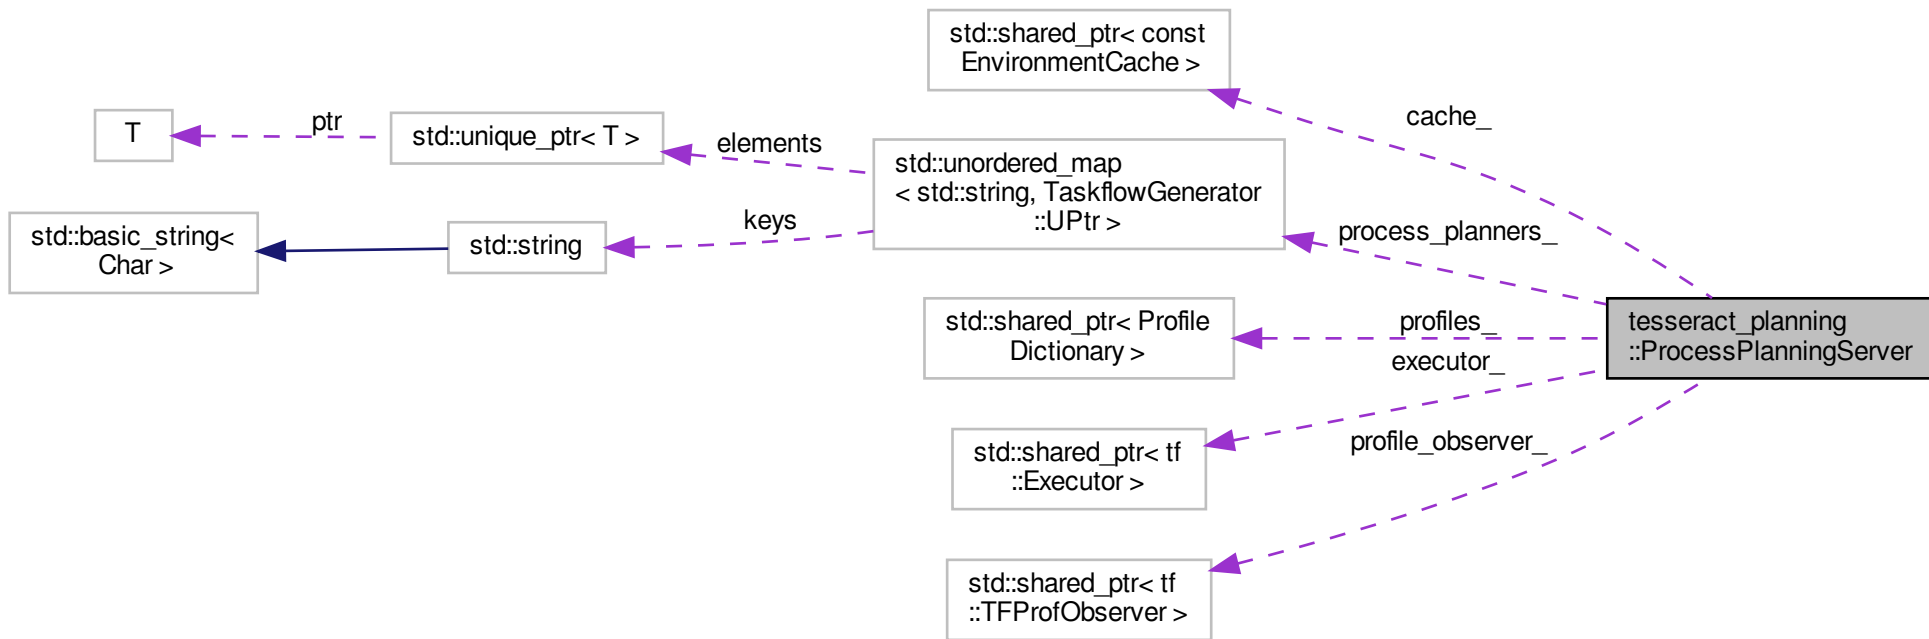 std::shared_ptr< const
EnvironmentCache >
cache_
T
ptr
std::unique_ptr< T >
elements
std::unordered_map
< std::string, TaskflowGenerator
::UPtr >
std::basic_string<
Char >
std::string
keys
process_planners_
std::shared_ptr< Profile
Dictionary >
profiles_
executor_
tesseract_planning
::ProcessPlanningServer
std::shared_ptr< tf
::Executor >
profile_observer_
std::shared_ptr< tf
::TFProfObserver >